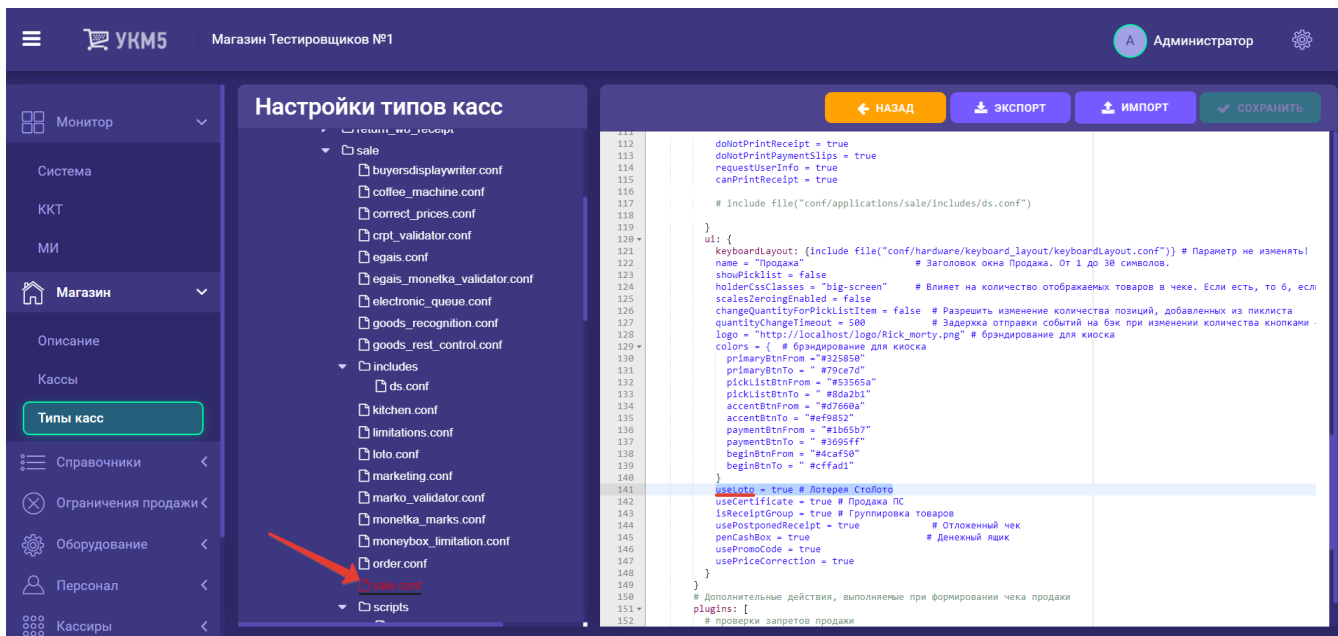 УКМ5
Магазин Тестировщиков №1
А
Администратор
Монитор
Система
ККТ
МИ
Магазин
Описание
Кассы
Типы касс
Справочники
Ограничения продажи
Оборудование
Персонал
Кассиры
Настройки типов касс
return_wo_receipt
sale
buyersdisplaywriter.conf
coffee_machine.conf
correct_prices.conf
crpt_validator.conf
egais.conf
egais_monetka_validator.conf
electronic_queue.conf
goods_recognition.conf
goods_rest_control.conf
includes
ds.conf
kitchen.conf
limitations.conf
loto.conf
marketing.conf
marko_validator.conf
monetka_marks.conf
moneybox_limitation.conf
order.conf
sale.conf
scripts
НАЗАД
ЭКСПОРТ
ИМПОРТ
СОХРАНИТЬ
111
112 doNotPrintReceipt = true
113 doNotPrintPaymentSlips = true
114 requestUserInfo = true
115 canPrintReceipt = true
116
117 # include file("conf/applications/sale/includes/ds.conf")
118
119 }
120 ui: {
121 keyboardLayout: {include file("conf/hardware/keyboard_layout/keyboardLayout.conf")} # Параметр не изменять!
122 name = "Продажа" # Заголовок окна Продажа. От 1 до 30 символов.
123 showPicklist = false
124 holderCssClasses = "big-screen" # Влияет на количество отображаемых товаров в чеке. Если есть, то 6, есл
125 scalesZeroingEnabled = false
126 changeQuantityForPickListItem = false # Разрешить изменение количества позиций, добавленных из пиклиста
127 quantityChangeTimeout = 500 # Задержка отправки событий на бэк при изменении количества кнопками
128 logo = "http://localhost/logo/Rick_morty.png" # брэндирование для киоска
129 colors = { # брэндирование для киоска
130 primaryBtnFrom ="#325850"
131 primaryBtnTo = " #79ce7d"
132 pickListBtnFrom = "#53565a"
133 pickListBtnTo = " #8da2b1"
134 accentBtnFrom = "#d7660a"
135 accentBtnTo = "#ef9852"
136 paymentBtnFrom = "#1b65b7"
137 paymentBtnTo = " #3695ff"
138 beginBtnFrom = "#4caf50"
139 beginBtnTo = " #cffad1"
140 }
141 useLoto = true # Лотерея СтоЛото
142 useCertificate = true # Продажа ПС
143 isReceiptGroup = true # Группировка товаров
144 usePostponedReceipt = true # Отложенный чек
145 penCashBox = true # Денежный ящик
146 usePromoCode = true
147 usePriceCorrection = true
148 }
149 }
150 # Дополнительные действия, выполняемые при формировании чека продажи
151 plugins: [
152 # проверки запретов продажи